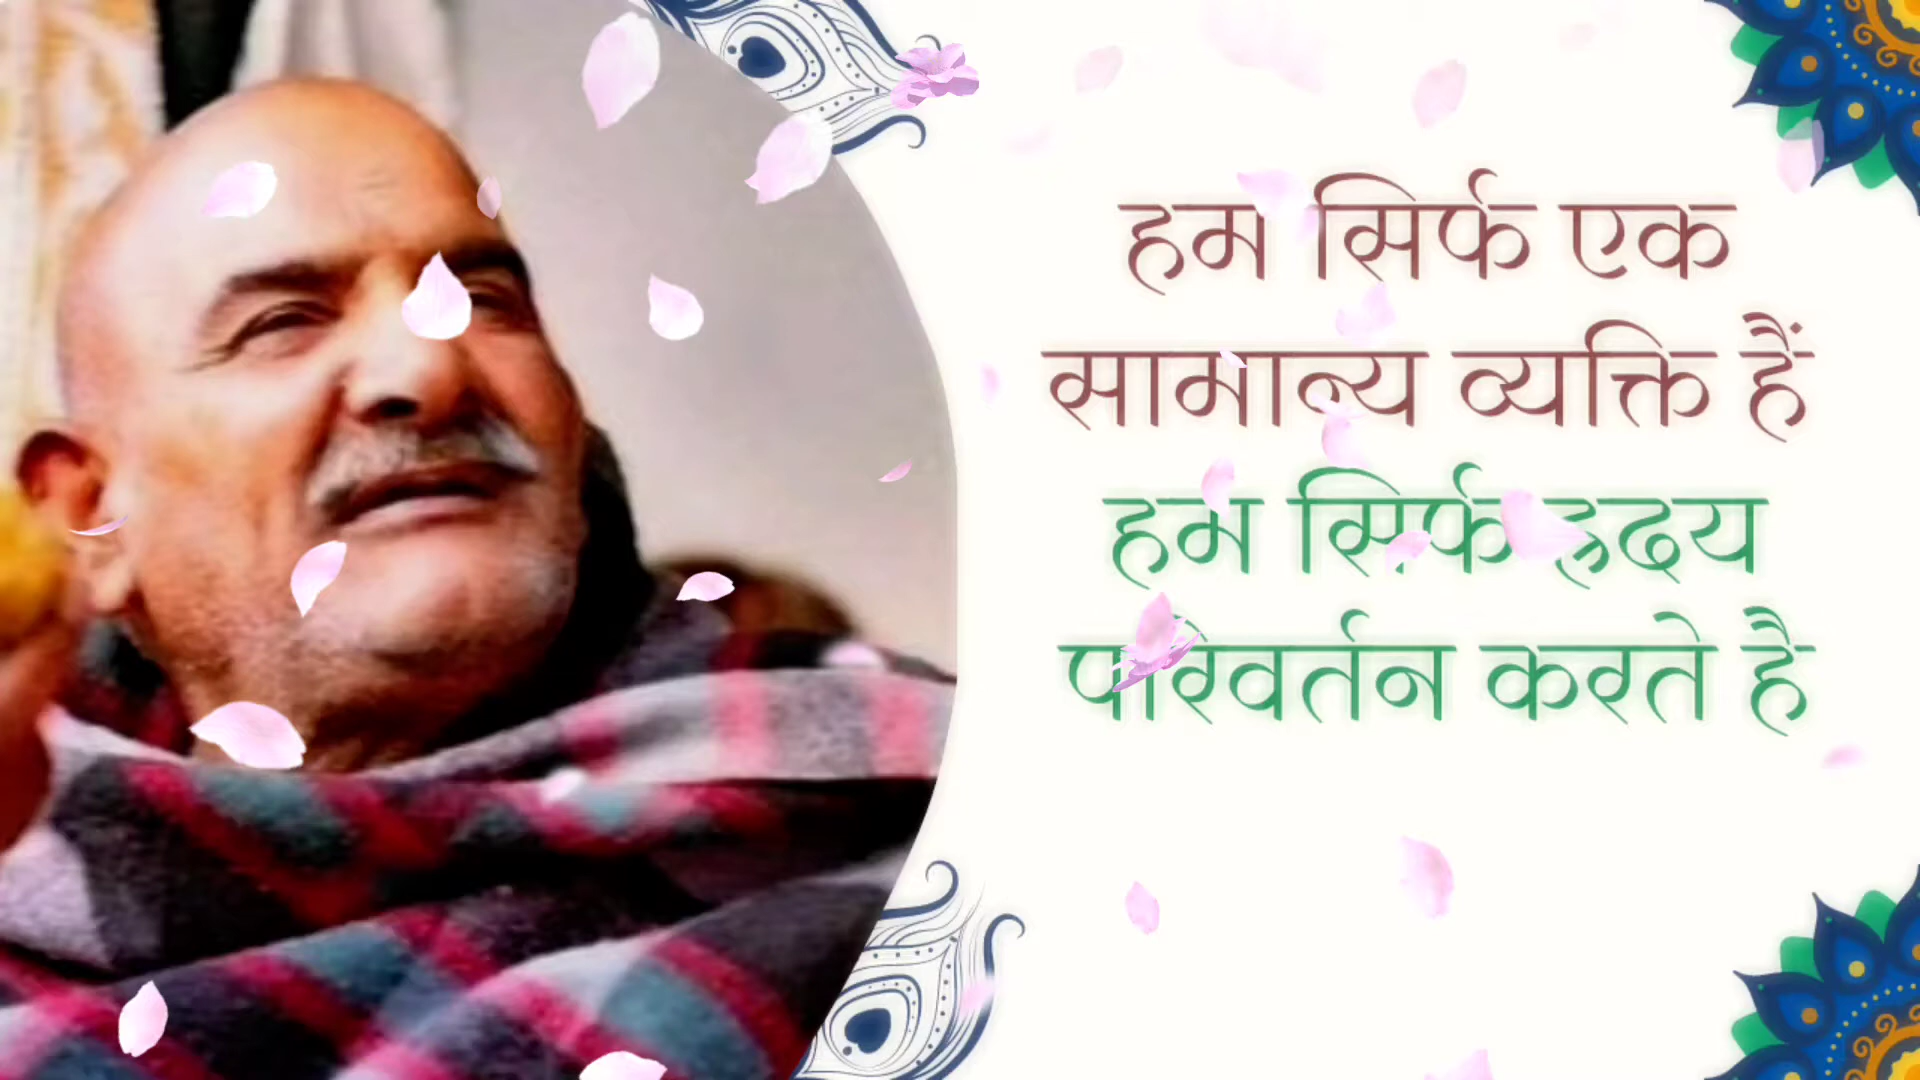 हम सिर्फ एक
सामान्य व्यक्ति हैं
हम सिर्फ ह्रदय
परिवर्तन करते है